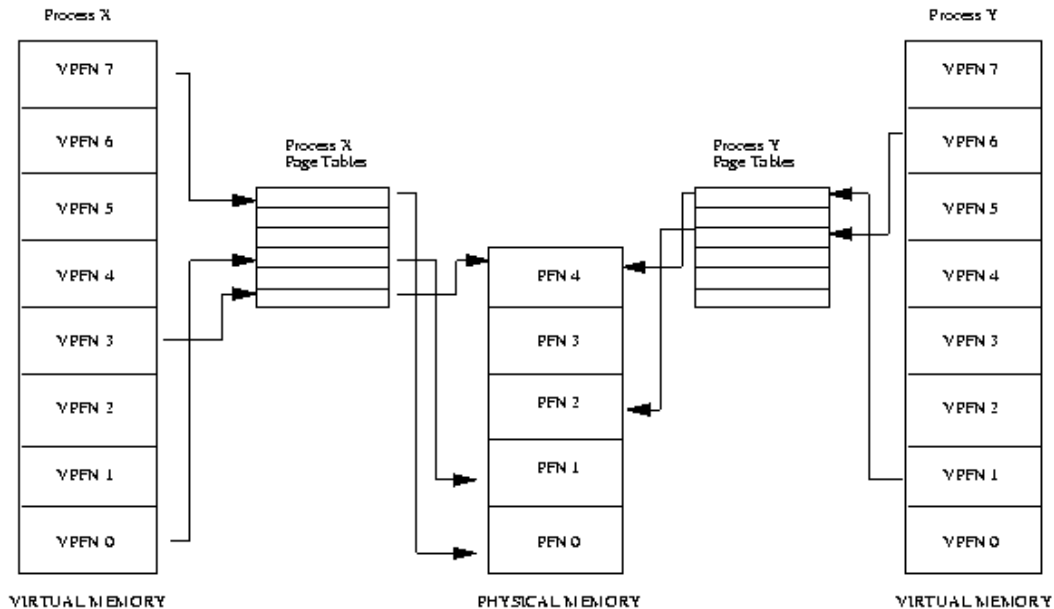 Process X
Process Y
VPFN 7
VPFN 6
VPFN 5
VPFN 4
VPFN 3
VPFN 2
VPFN 1
VPFN 0
VIRTUAL MEMORY
Process X
Page Tables
PFN 4
PFN 3
PFN 2
PFN 1
PFN 0
PHYSICAL MEMORY
Process Y
Page Tables
VPFN 7
VPFN 6
VPFN 5
VPFN 4
VPFN 3
VPFN 2
VPFN 1
VPFN 0
VIRTUAL MEMORY